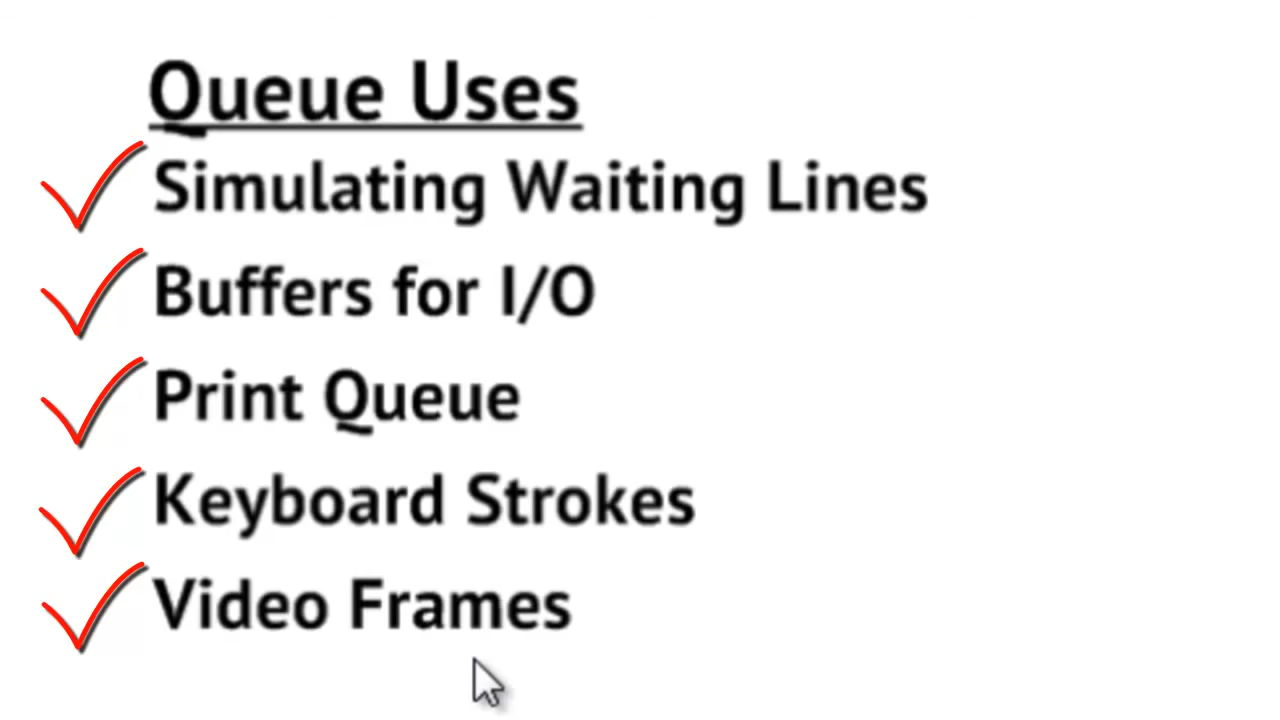 Queue Uses
Simulating Waiting Lines
Buffers for I/O
Print Queue
Keyboard Strokes
Video Frames